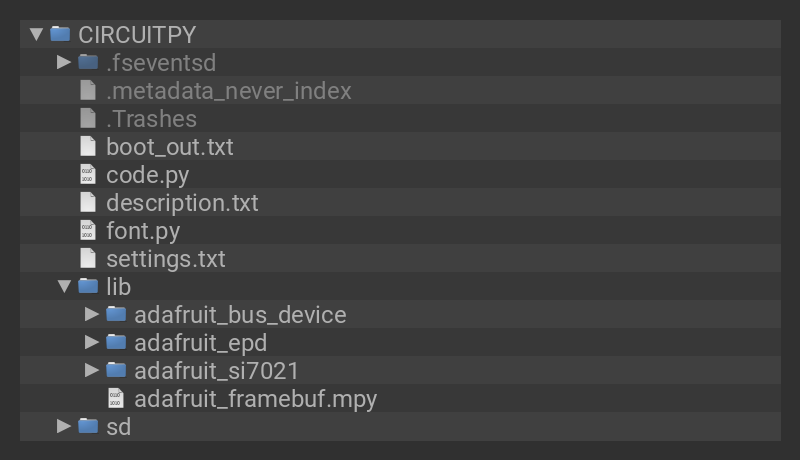 CIRCUITPY
.fseventsd
.metadata_never_index
.Trashes
boot_out.txt
code.py
description.txt
font.py
settings.txt
lib
adafruit_bus_device
adafruit_epd
adafruit_si7021
adafruit_framebuf.mpy
sd